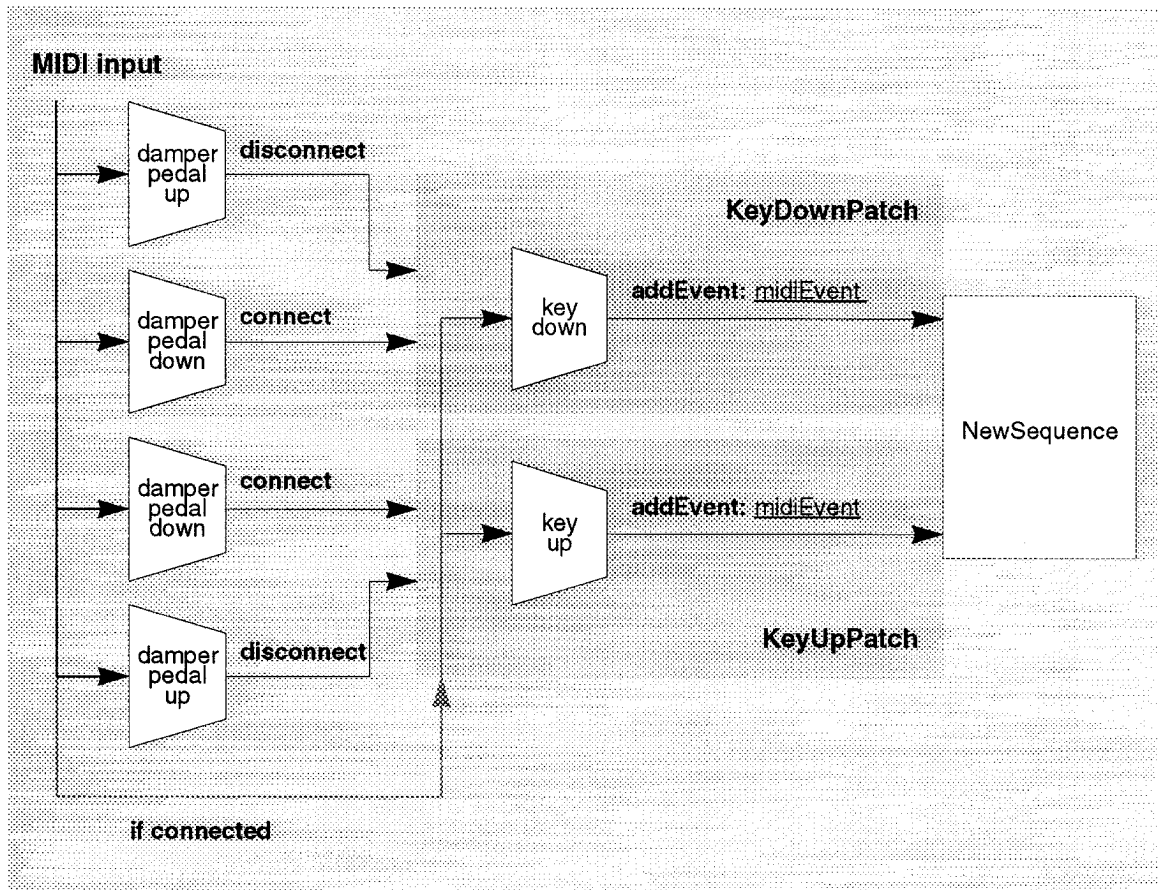 MIDI input
damper
pedal
up
disconnect
KeyDownPatch
damper
pedal
down
connect
key
down
addEvent: midiEvent
NewSequence
damper
pedal
down
connect
key
up
addEvent: midiEvent
damper
pedal
up
disconnect
KeyUpPatch
if connected